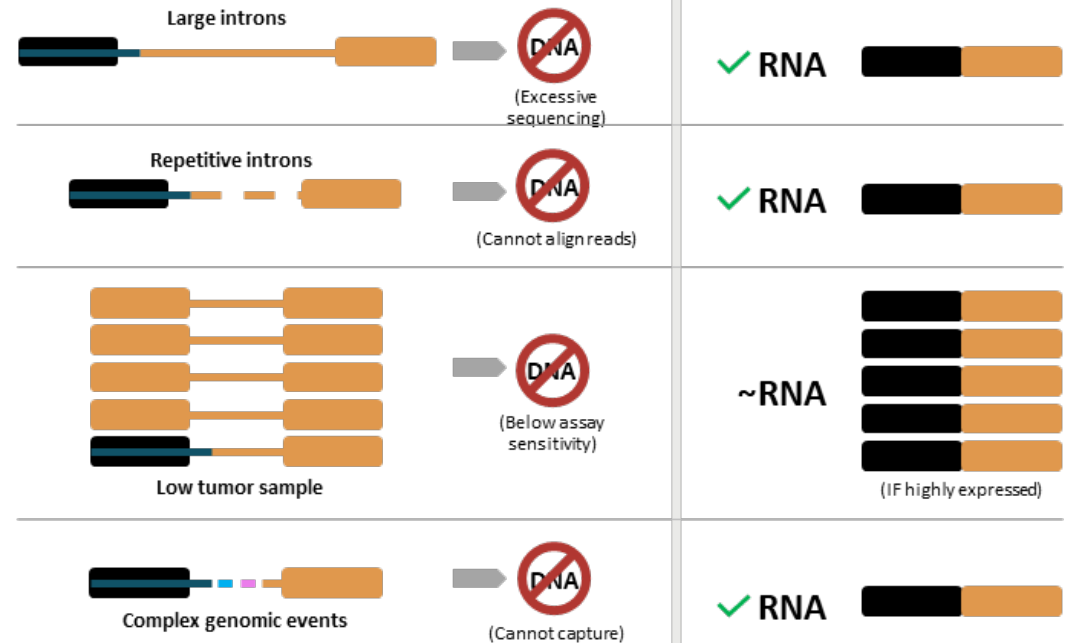 Large introns
DNA
(Excessive
sequencing)
✓ RNA
Repetitive introns
DNA
(Cannot align reads)
✓ RNA
DNA
(Below assay
sensitivity)
~RNA
Low tumor sample
(IF highly expressed)
DNA
(Cannot capture)
✓ RNA
Complex genomic events